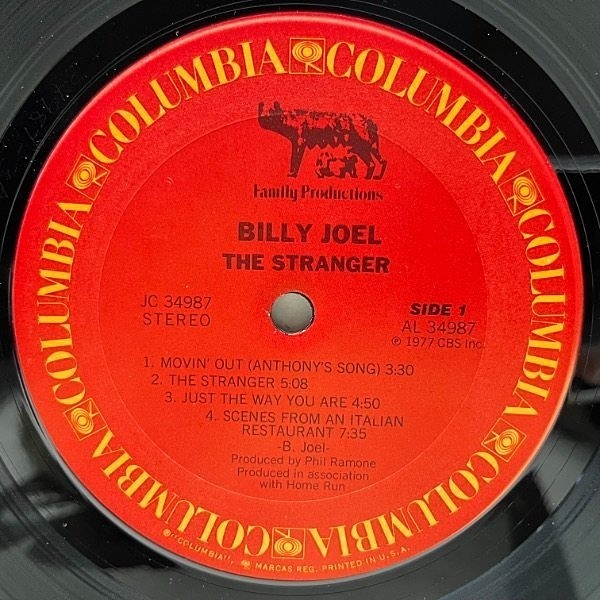 COLUMBIA COLUMBIA COLUMBIA COLUMBIA COLUMBIA COLUMBIA COLUMBIA
Family Productions
BILLY JOEL
THE STRANGER
JC 34987
STEREO
SIDE 1
AL 34987
℗ 1977 CBS Inc.
1. MOVIN' OUT (ANTHONY'S SONG) 3:30
2. THE STRANGER 5:08
3. JUST THE WAY YOU ARE 4:50
4. SCENES FROM AN ITALIAN
RESTAURANT 7:35
-B. Joel-
Produced by Phil Ramone
Produced in association
with Home Run
®"COLUMBIA", MARCAS REG. PRINTED IN U.S.A.